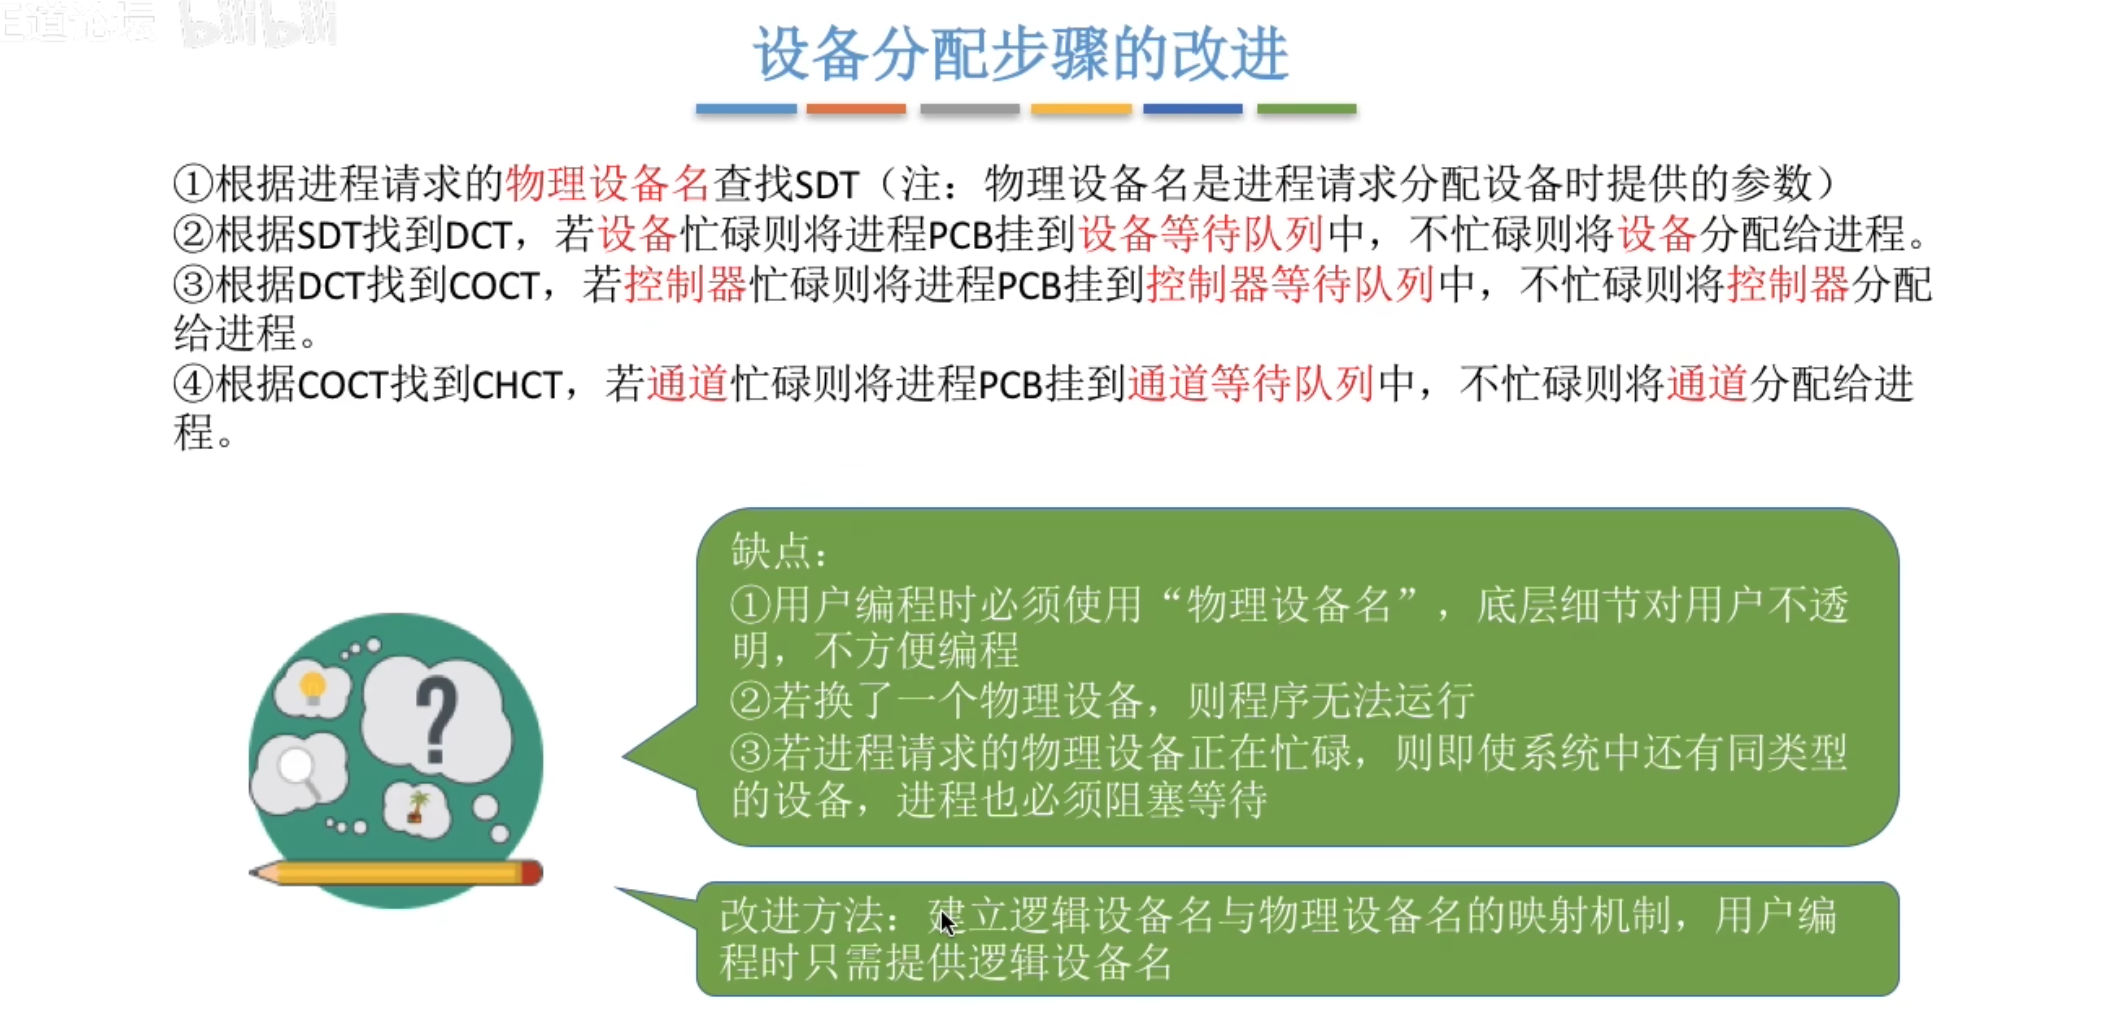 王道论坛 bilibili
设备分配步骤的改进
①根据进程请求的物理设备名查找SDT（注：物理设备名是进程请求分配设备时提供的参数）
②根据SDT找到DCT，若设备忙碌则将进程PCB挂到设备等待队列中，不忙碌则将设备分配给进程。
③根据DCT找到COCT，若控制器忙碌则将进程PCB挂到控制器等待队列中，不忙碌则将控制器分配
给进程。
④根据COCT找到CHCT，若通道忙碌则将进程PCB挂到通道等待队列中，不忙碌则将通道分配给进
程。
缺点：
①用户编程时必须使用“物理设备名”，底层细节对用户不透
明，不方便编程
②若换了一个物理设备，则程序无法运行
③若进程请求的物理设备正在忙碌，则即使系统中还有同类型
的设备，进程也必须阻塞等待
?
改进方法：建立逻辑设备名与物理设备名的映射机制，用户编
程时只需提供逻辑设备名